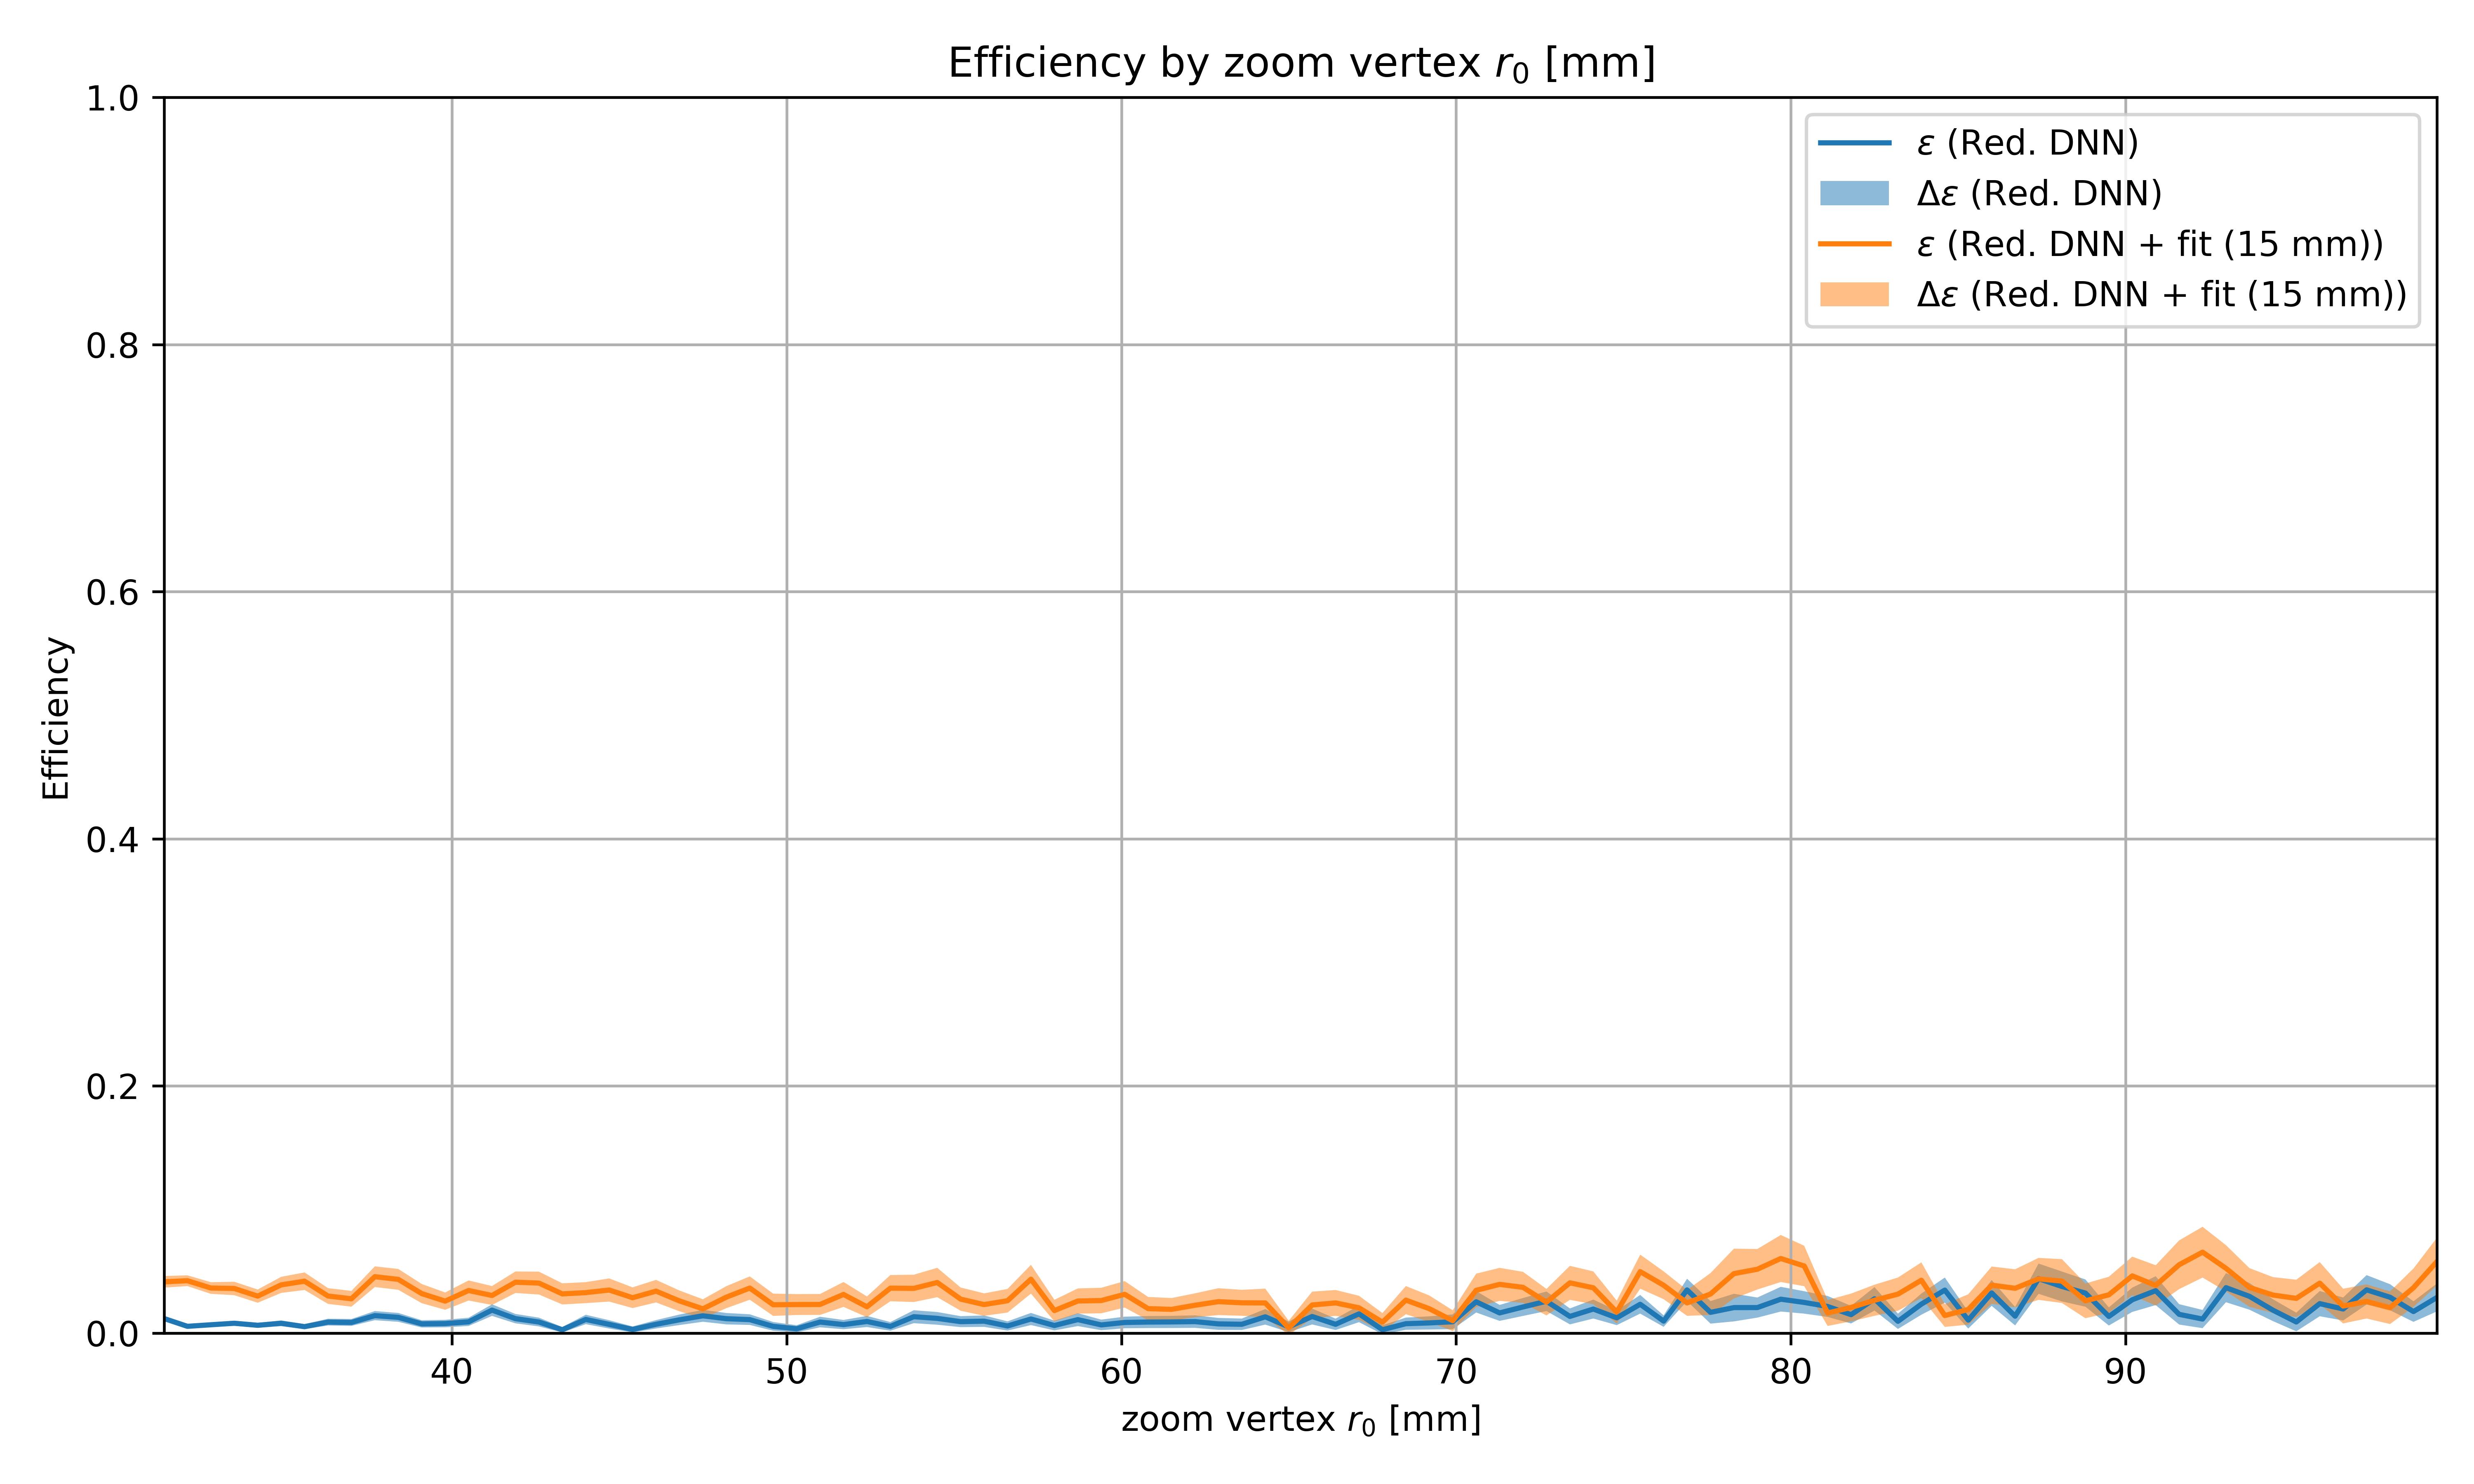 Efficiency by zoom vertex r₀ [mm]
1.0
0.8
0.6
0.4
0.2
0.0
Efficiency
ε (Red. DNN)
Δε (Red. DNN)
ε (Red. DNN + fit (15 mm))
Δε (Red. DNN + fit (15 mm))
40 50 60 70 80 90
zoom vertex r₀ [mm]